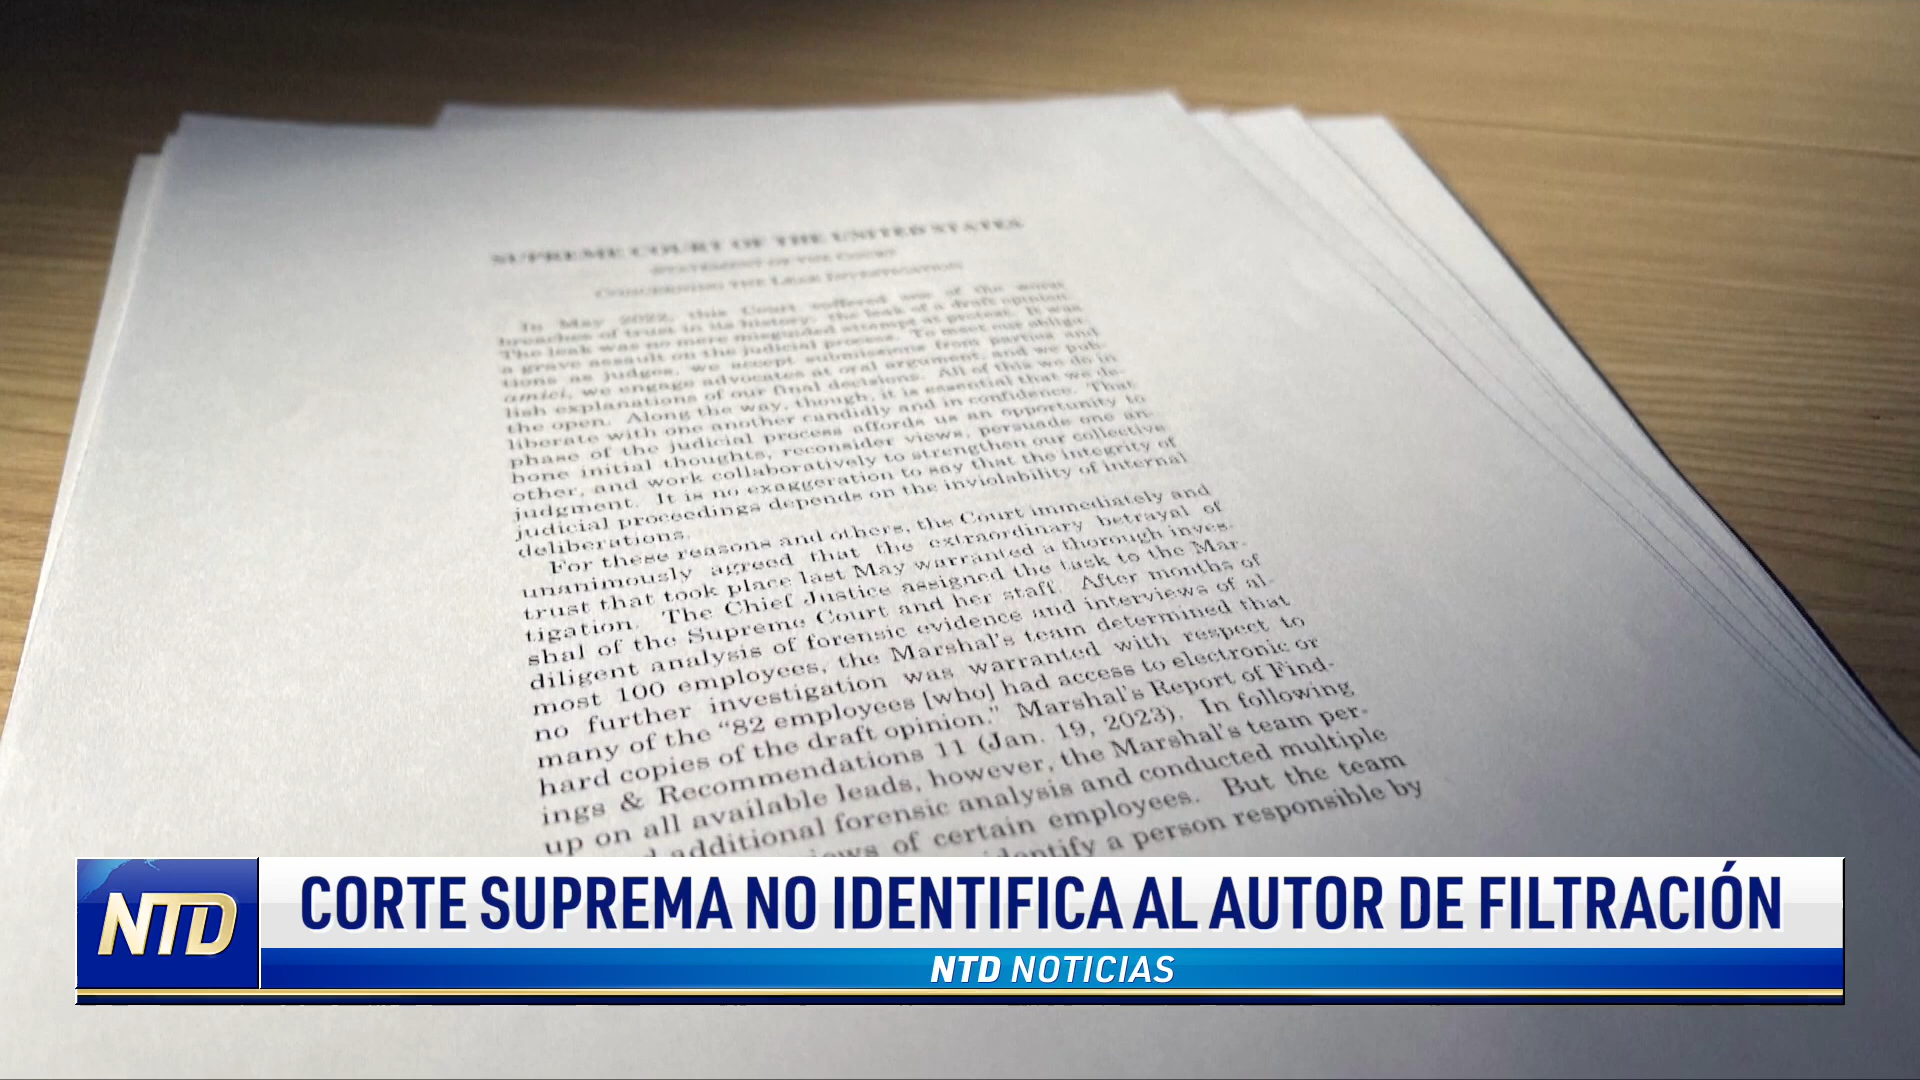 SUPREME COURT OF THE UNITED STATES
STATEMENT OF THE COURT
CONCERNING THE LEAK INVESTIGATION
In May 2022, this Court suffered one of the worst
breaches of trust in its history: the leak of a draft opinion.
The leak was no mere misguided attempt at protest. It was
a grave assault on the judicial process. To meet our obliga-
tions as judges, we accept submissions from parties and
amici, we engage advocates at oral argument, and we pub-
lish explanations of our final decisions. All of this we do in
the open. Along the way, though, it is essential that we de-
liberate with one another candidly and in confidence. That
phase of the judicial process affords us an opportunity to
hone initial thoughts, reconsider views, persuade one an-
other, and work collaboratively to strengthen our collective
judgment. It is no exaggeration to say that the integrity of
judicial proceedings depends on the inviolability of internal
deliberations.
For these reasons and others, the Court immediately and
unanimously agreed that the extraordinary betrayal of
trust that took place last May warranted a thorough inves-
tigation. The Chief Justice assigned the task to the Mar-
shal of the Supreme Court and her staff. After months of
diligent analysis of forensic evidence and interviews of al-
most 100 employees, the Marshal's team determined that
no further investigation was warranted with respect to
many of the "82 employees [who] had access to electronic or
hard copies of the draft opinion." Marshal's Report of Find-
ings & Recommendations 11 (Jan. 19, 2023). In following
up on all available leads, however, the Marshal's team per-
additional forensic analysis and conducted multiple
of certain employees. But the team
identify a person responsible by
NTD
CORTE SUPREMA NO IDENTIFICA AL AUTOR DE FILTRACIÓN
NTD NOTICIAS